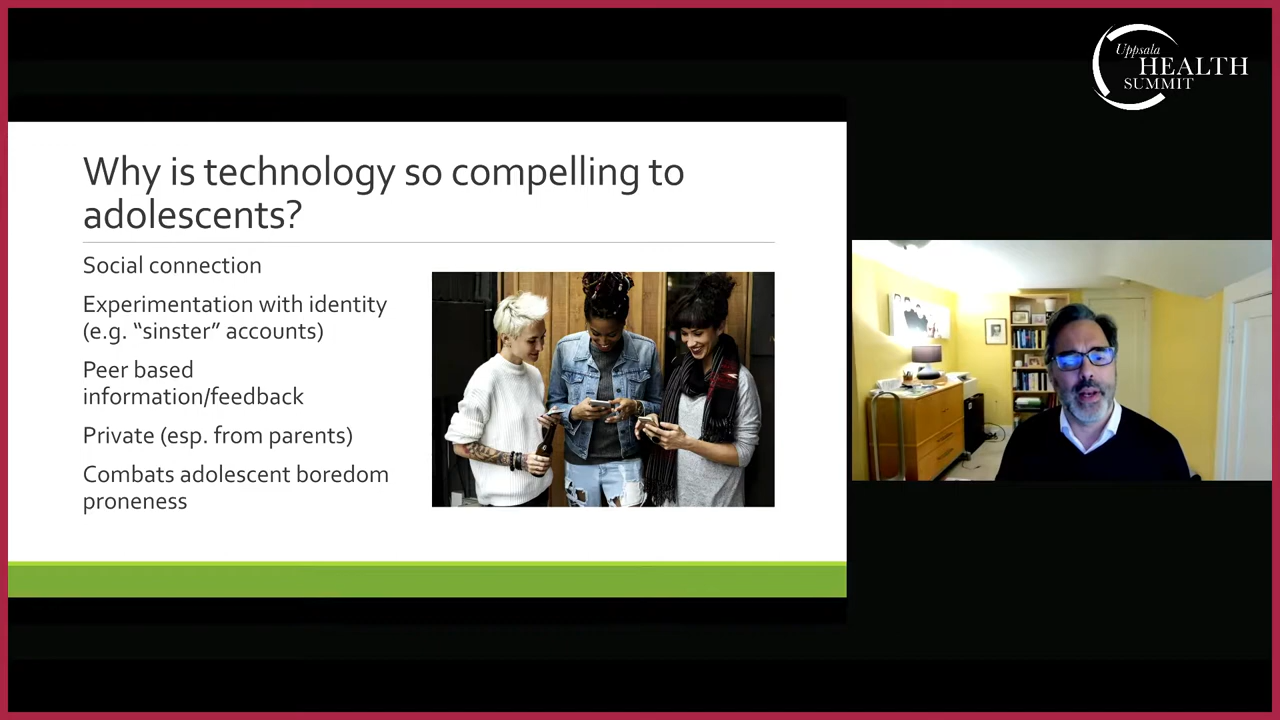 Uppsala
HEALTH
SUMMIT
Why is technology so compelling to
adolescents?
Social connection
Experimentation with identity
(e.g. “sinster” accounts)
Peer based
information/feedback
Private (esp. from parents)
Combats adolescent boredom
proneness